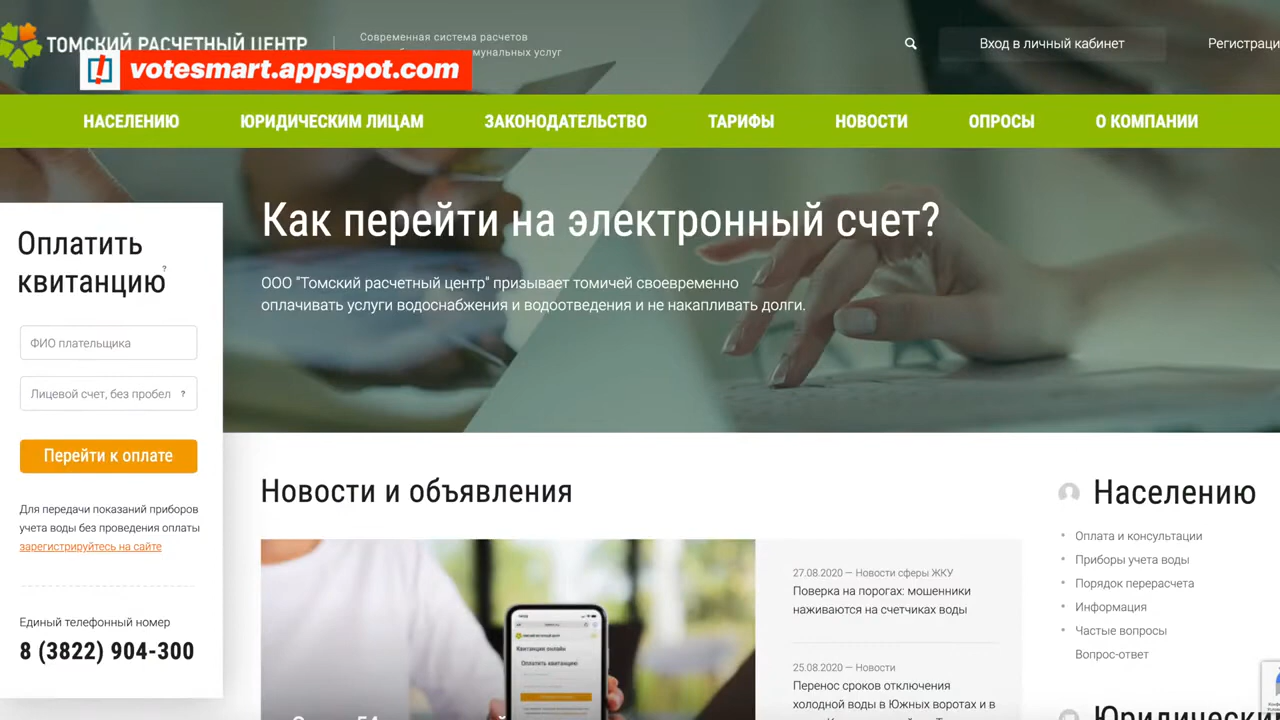 ТОМСКИЙ РАСЧЕТНЫЙ ЦЕНТР
Современная система расчетов
мунальных услуг
votesmart.appspot.com
Вход в личный кабинет
Регистраци
НАСЕЛЕНИЮ
ЮРИДИЧЕСКИМ ЛИЦАМ
ЗАКОНОДАТЕЛЬСТВО
ТАРИФЫ
НОВОСТИ
ОПРОСЫ
О КОМПАНИИ
Как перейти на электронный счет?
ООО "Томский расчетный центр" призывает томичей своевременно
оплачивать услуги водоснабжения и водоотведения и не накапливать долги.
Оплатить
квитанцию ?
ФИО плательщика
Лицевой счет, без пробел ?
Перейти к оплате
Для передачи показаний приборов
учета воды без проведения оплаты
зарегистрируйтесь на сайте
Единый телефонный номер
8 (3822) 904-300
Новости и объявления
Квитанции онлайн
Оплатить квитанцию
27.08.2020 — Новости сферы ЖКУ
Поверка на порогах: мошенники
наживаются на счетчиках воды
25.08.2020 — Новости
Перенос сроков отключения
холодной воды в Южных воротах и в
Населению
Оплата и консультации
Приборы учета воды
Порядок перерасчета
Информация
Частые вопросы
Вопрос-ответ